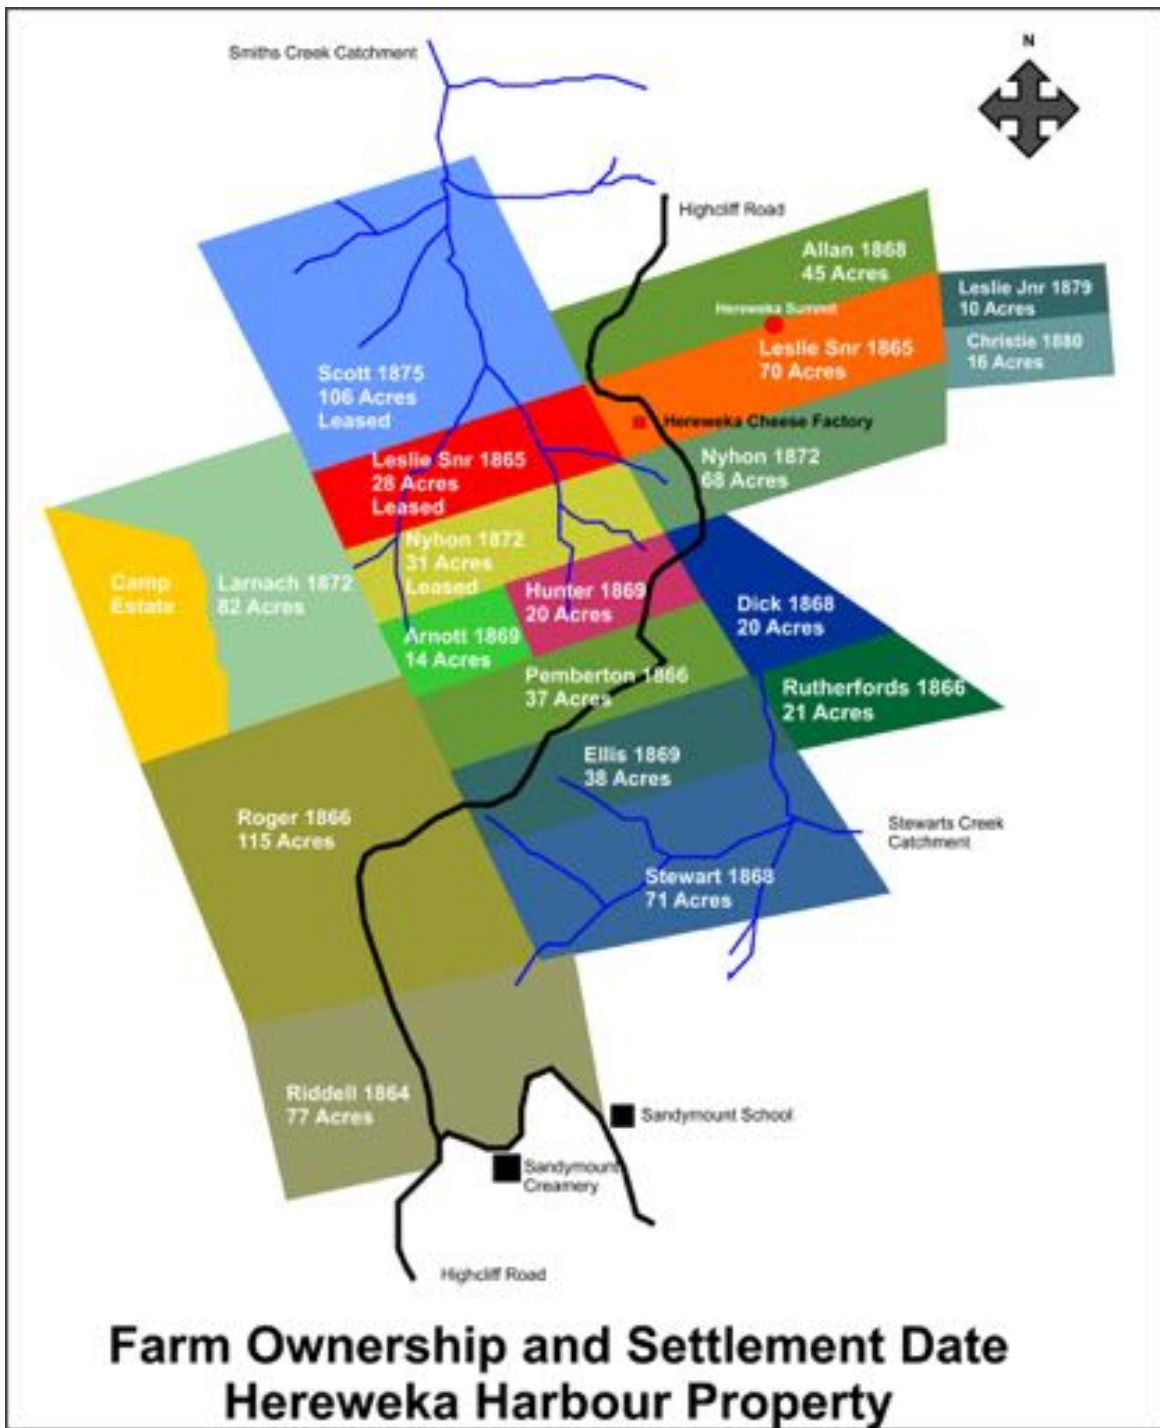 N
Smiths Creek Catchment
Highcliff Road
Allan 1868
45 Acres
Leslie Jnr 1879
10 Acres
Hereweka Summit
Christie 1880
16 Acres
Leslie Snr 1865
70 Acres
Scott 1875
106 Acres
Leased
Hereweka Cheese Factory
Leslie Snr 1865
28 Acres
Leased
Nyhon 1872
68 Acres
Nyhon 1872
31 Acres
Leased
Camp
Estate
Larnach 1872
82 Acres
Hunter 1869
20 Acres
Dick 1868
20 Acres
Arnott 1869
14 Acres
Pemberton 1866
37 Acres
Rutherfords 1866
21 Acres
Ellis 1869
38 Acres
Roger 1866
115 Acres
Stewarts Creek
Catchment
Stewart 1868
71 Acres
Riddell 1864
77 Acres
Sandymount School
Sandymount
Creamery
Highcliff Road
Farm Ownership and Settlement Date
Hereweka Harbour Property